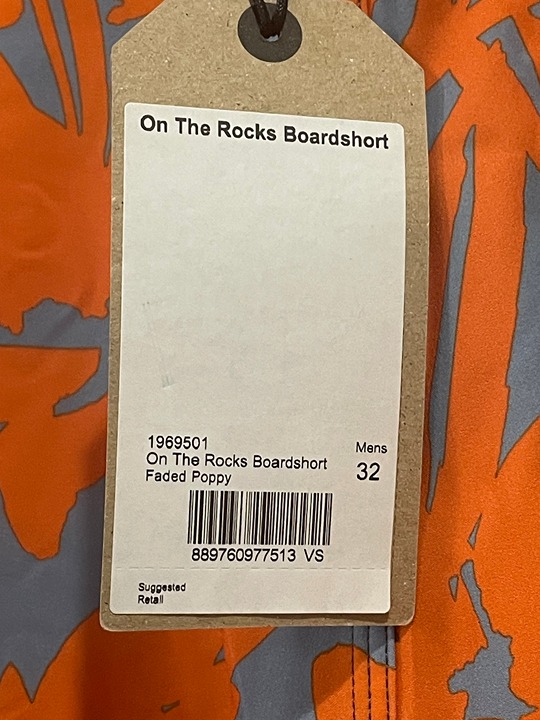 On The Rocks Boardshort
1969501
On The Rocks Boardshort
Faded Poppy
Mens
32
889760977513 VS
Suggested
Retail